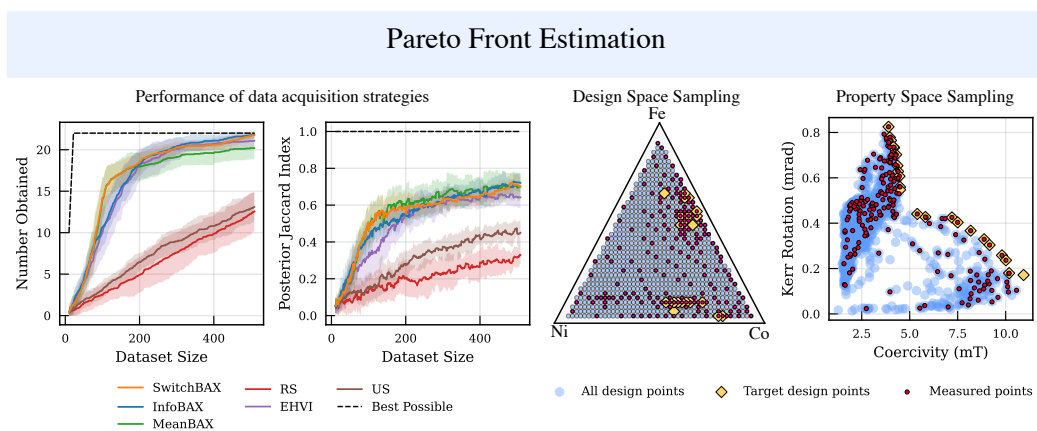 Pareto Front Estimation
Performance of data acquisition strategies
Design Space Sampling
Property Space Sampling
Number Obtained
20
15
10
5
0
0
200
400
Dataset Size
Posterior Jaccard Index
1.0
0.8
0.6
0.4
0.2
0.0
0
200
400
Dataset Size
Fe
Ni
Co
Kerr Rotation (mrad)
0.8
0.6
0.4
0.2
0.0
2.5
5.0
7.5
10.0
Coercivity (mT)
SwitchBAX
InfoBAX
MeanBAX
RS
EHVI
US
Best Possible
All design points
Target design points
Measured points